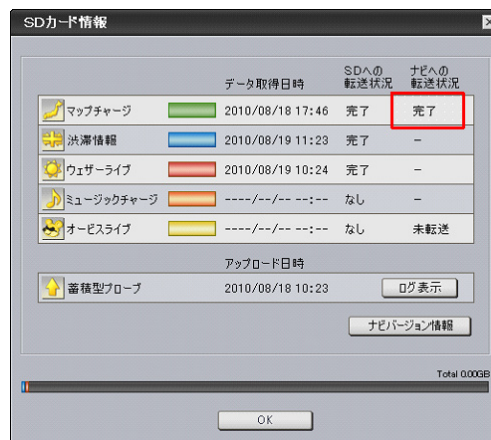 SDカード情報
データ取得日時 SDへの転送状況 ナビへの転送状況
マップチャージ 2010/08/18 17:46 完了 完了
渋滞情報 2010/08/19 11:23 完了 -
ウェザーライブ 2010/08/19 10:24 完了 -
ミュージックチャージ ----/--/-- --:-- なし -
オービスライブ ----/--/-- --:-- なし 未転送
アップロード日時
蓄積型プローブ 2010/08/18 10:23 ログ表示
ナビバージョン情報
Total 0.00GB
OK